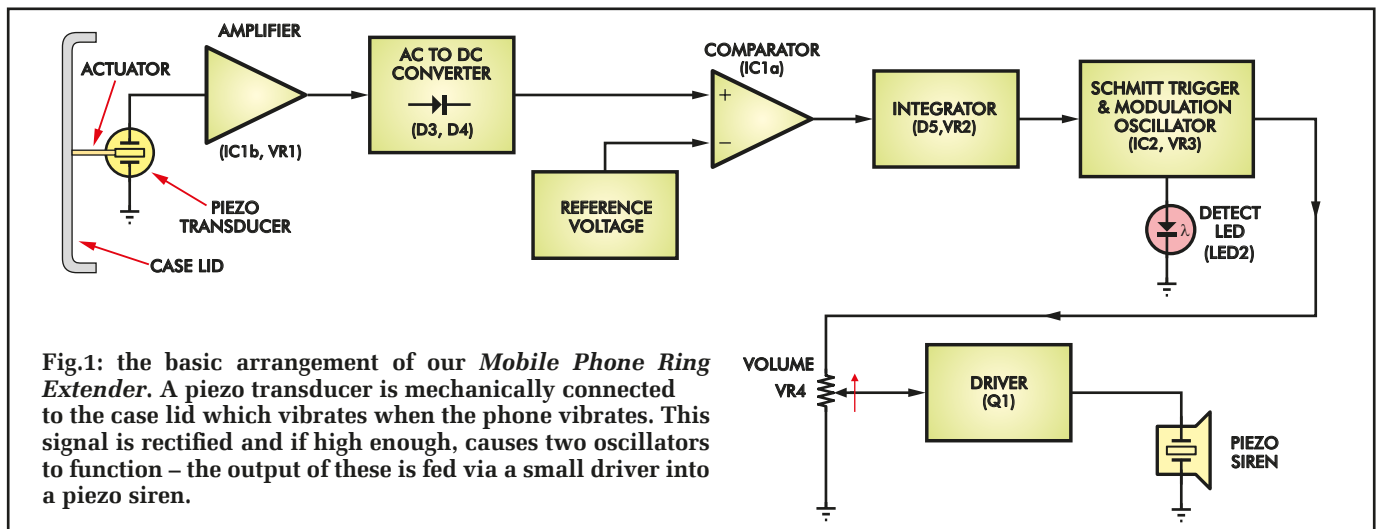 AMPLIFIER
ACTUATOR
(IC1b, VR1)
PIEZO
TRANSDUCER
CASE LID
AC TO DC
CONVERTER
(D3, D4)
REFERENCE
VOLTAGE
COMPARATOR
(IC1a)
+
−
INTEGRATOR
(D5,VR2)
SCHMITT TRIGGER
& MODULATION
OSCILLATOR
(IC2, VR3)
λ
DETECT
LED
(LED2)
VOLUME
VR4
DRIVER
(Q1)
PIEZO
SIREN
Fig.1: the basic arrangement of our Mobile Phone Ring
Extender. A piezo transducer is mechanically connected
to the case lid which vibrates when the phone vibrates. This
signal is rectified and if high enough, causes two oscillators
to function – the output of these is fed via a small driver into
a piezo siren.